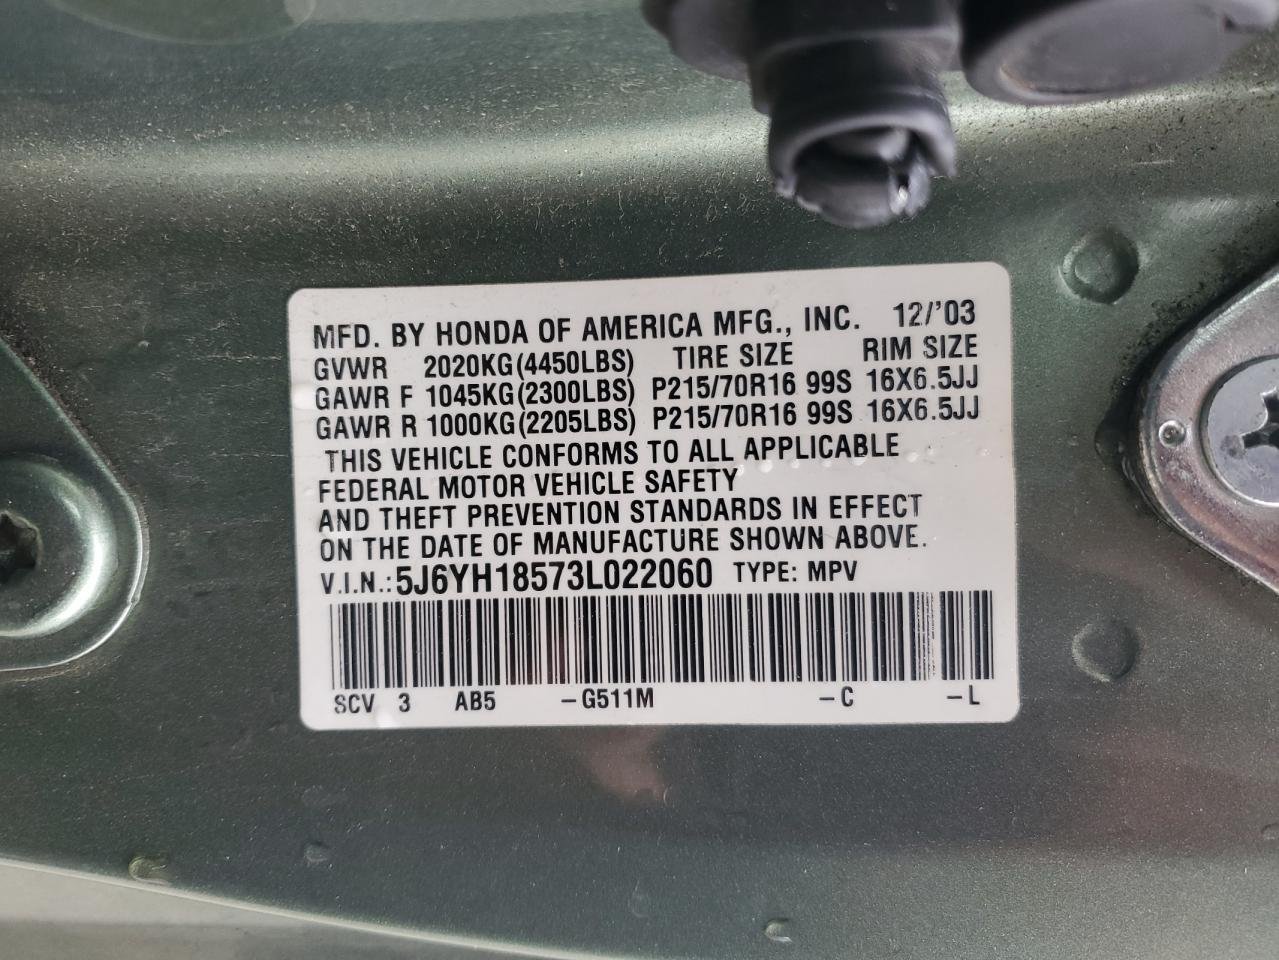 MFD. BY HONDA OF AMERICA MFG., INC. 12/'03
GVWR 2020KG(4450LBS) TIRE SIZE RIM SIZE
GAWR F 1045KG(2300LBS) P215/70R16 99S 16X6.5JJ
GAWR R 1000KG(2205LBS) P215/70R16 99S 16X6.5JJ
THIS VEHICLE CONFORMS TO ALL APPLICABLE
FEDERAL MOTOR VEHICLE SAFETY
AND THEFT PREVENTION STANDARDS IN EFFECT
ON THE DATE OF MANUFACTURE SHOWN ABOVE.
V.I.N.: 5J6YH18573L022060 TYPE: MPV
SCV 3 AB5 –G511M –C –L